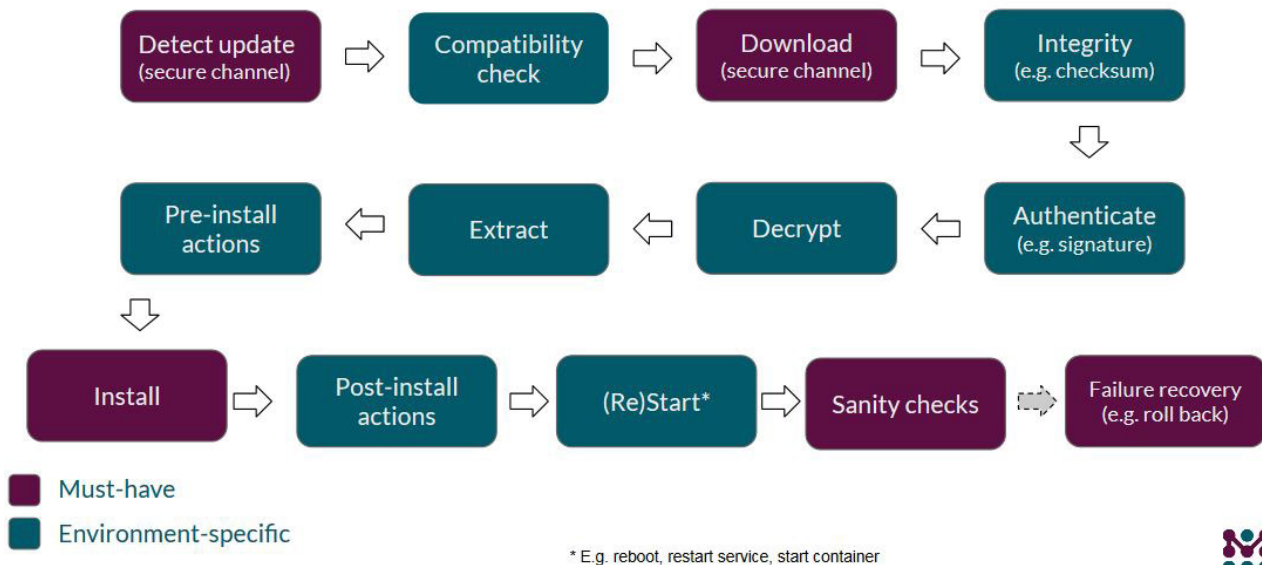 Detect update
(secure channel)
Compatibility
check
Download
(secure channel)
Integrity
(e.g. checksum)
Pre-install
actions
Extract
Decrypt
Authenticate
(e.g. signature)
Install
Post-install
actions
(Re)Start*
Sanity checks
Failure recovery
(e.g. roll back)
Must-have
Environment-specific
* E.g. reboot, restart service, start container